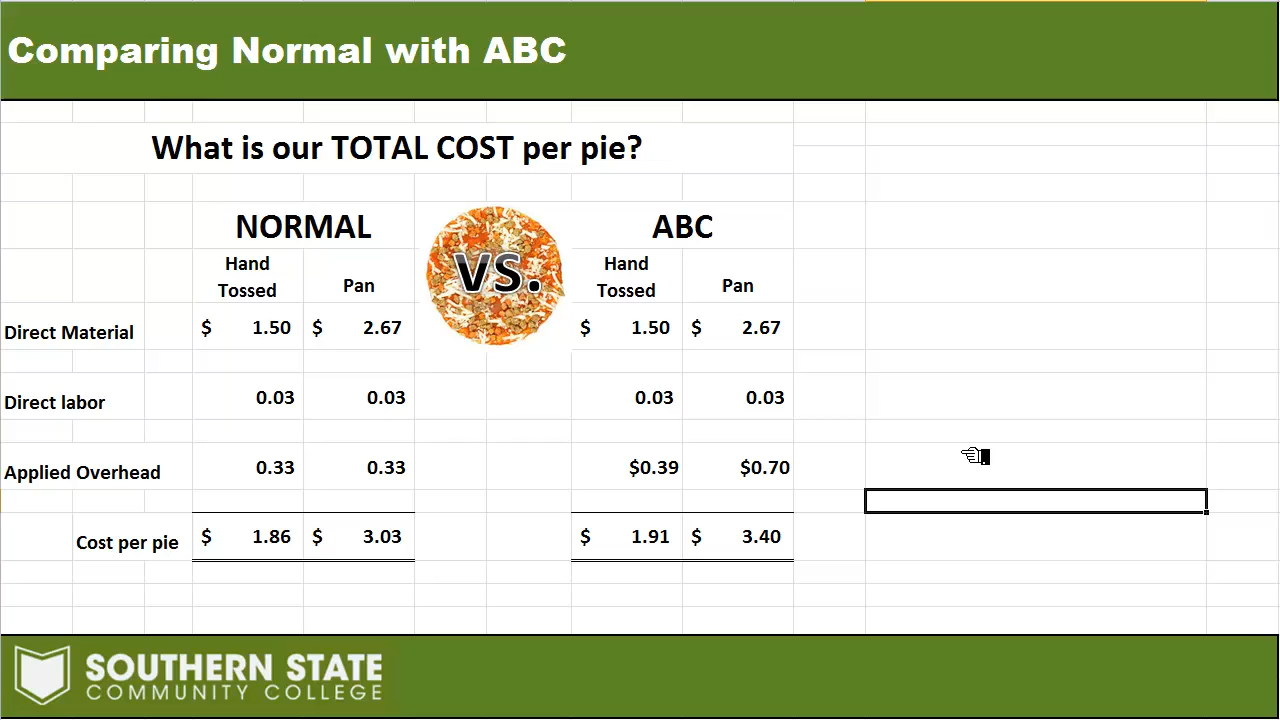 Comparing Normal with ABC
What is our TOTAL COST per pie?
NORMAL VS. ABC
Hand Tossed Pan Hand Tossed Pan
Direct Material $ 1.50 $ 2.67 $ 1.50 $ 2.67
Direct labor 0.03 0.03 0.03 0.03
Applied Overhead 0.33 0.33 $0.39 $0.70
Cost per pie $ 1.86 $ 3.03 $ 1.91 $ 3.40
SOUTHERN STATE
COMMUNITY COLLEGE